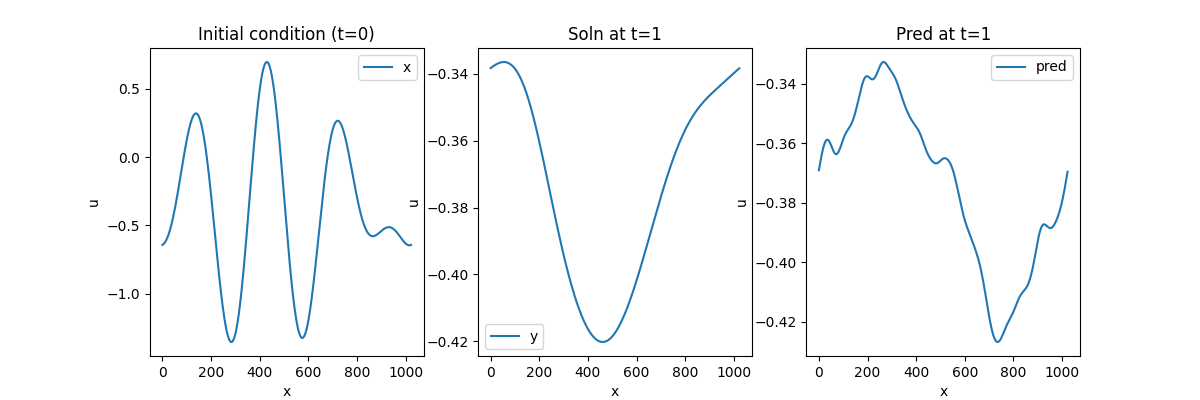 Initial condition (t=0)
x
0.5
0.0
−0.5
−1.0
u
0 200 400 600 800 1000
x
Soln at t=1
−0.34
−0.36
−0.38
−0.40
−0.42
u
y
0 200 400 600 800 1000
x
Pred at t=1
pred
−0.34
−0.36
−0.38
−0.40
−0.42
u
0 200 400 600 800 1000
x